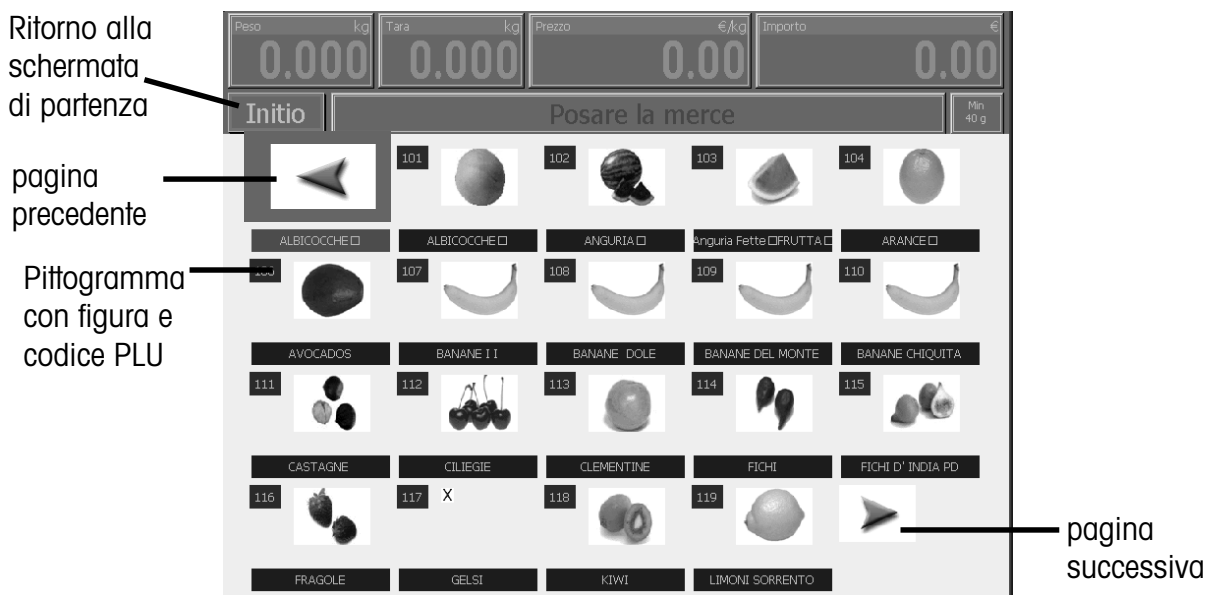 Ritorno alla
schermata
di partenza
pagina
precedente
Pittogramma
con figura e
codice PLU
Peso kg
0.000
Tara kg
0.000
Prezzo €/kg
0.00
Importo €
0.00
Initio
Posare la merce
Min
40 g
101 102 103 104
ALBICOCCHE□ ALBICOCCHE□ ANGURIA□ Anguria Fette□FRUTTA□ ARANCE□
107 108 109 110
AVOCADOS BANANE I I BANANE DOLE BANANE DEL MONTE BANANE CHIQUITA
111 112 113 114 115
CASTAGNE CILIEGIE CLEMENTINE FICHI FICHI D' INDIA PD
116 117 X 118 119
FRAGOLE GELSI KIWI LIMONI SORRENTO
pagina
successiva